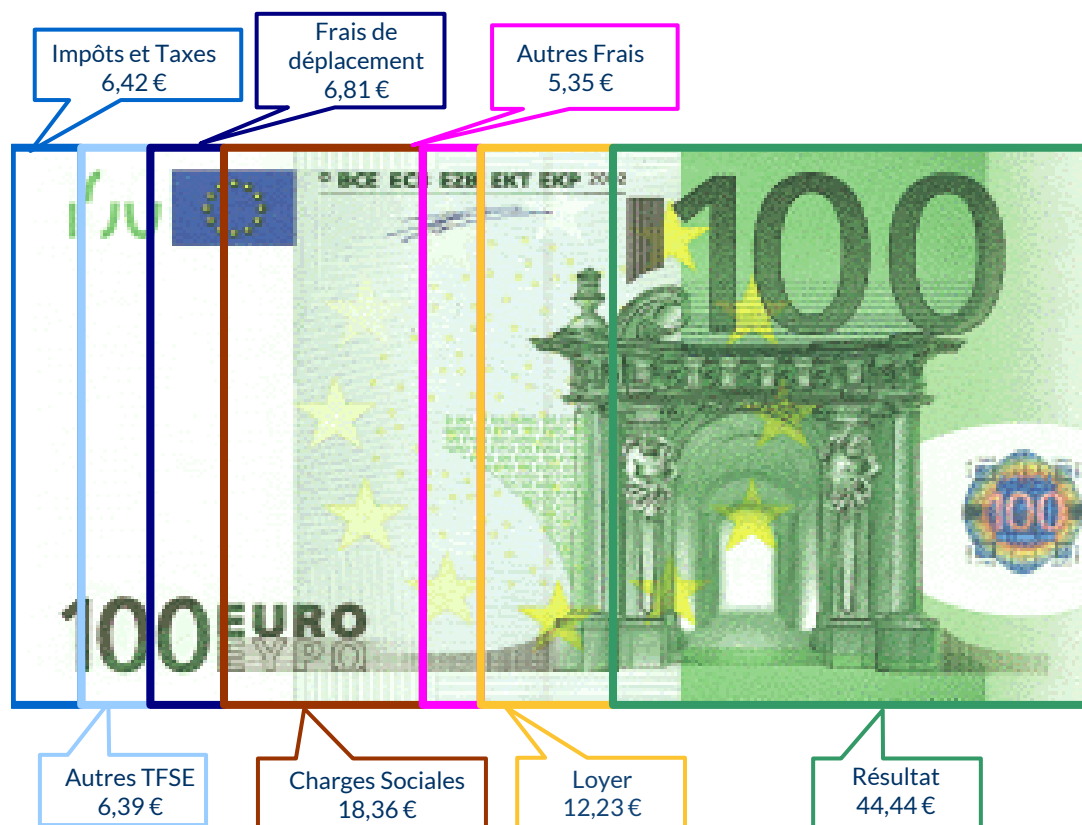 Impôts et Taxes
6,42 €
Frais de
déplacement
6,81 €
Autres Frais
5,35 €
© BCE ECB EZB EKT EKP 2002
100
100
100 EURO
ΕΥΡΩ
Autres TFSE
6,39 €
Charges Sociales
18,36 €
Loyer
12,23 €
Résultat
44,44 €